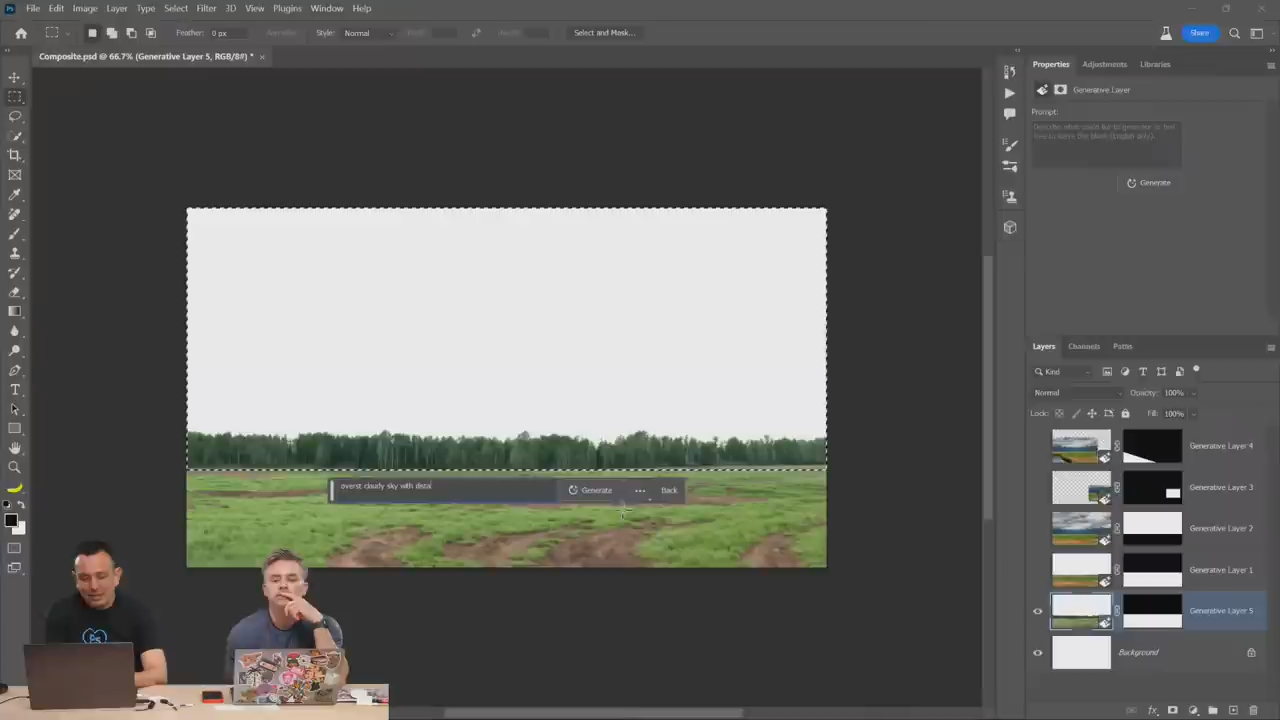 File Edit Image Layer Type Select Filter 3D View Plugins Window Help
Feather: 0 px Style: Normal Select and Mask... Share
Composite.psd @ 66.7% (Generative Layer 5, RGB/8#) *
Properties Adjustments Libraries
Generative Layer
Prompt:
Generate
overst cloudy sky with dista
Generate ... Back
Layers Channels Paths
Kind
Normal Opacity: 100%
Lock: Fill: 100%
Generative Layer 4
Generative Layer 3
Generative Layer 2
Generative Layer 1
Generative Layer 5
Background
Ps
fx